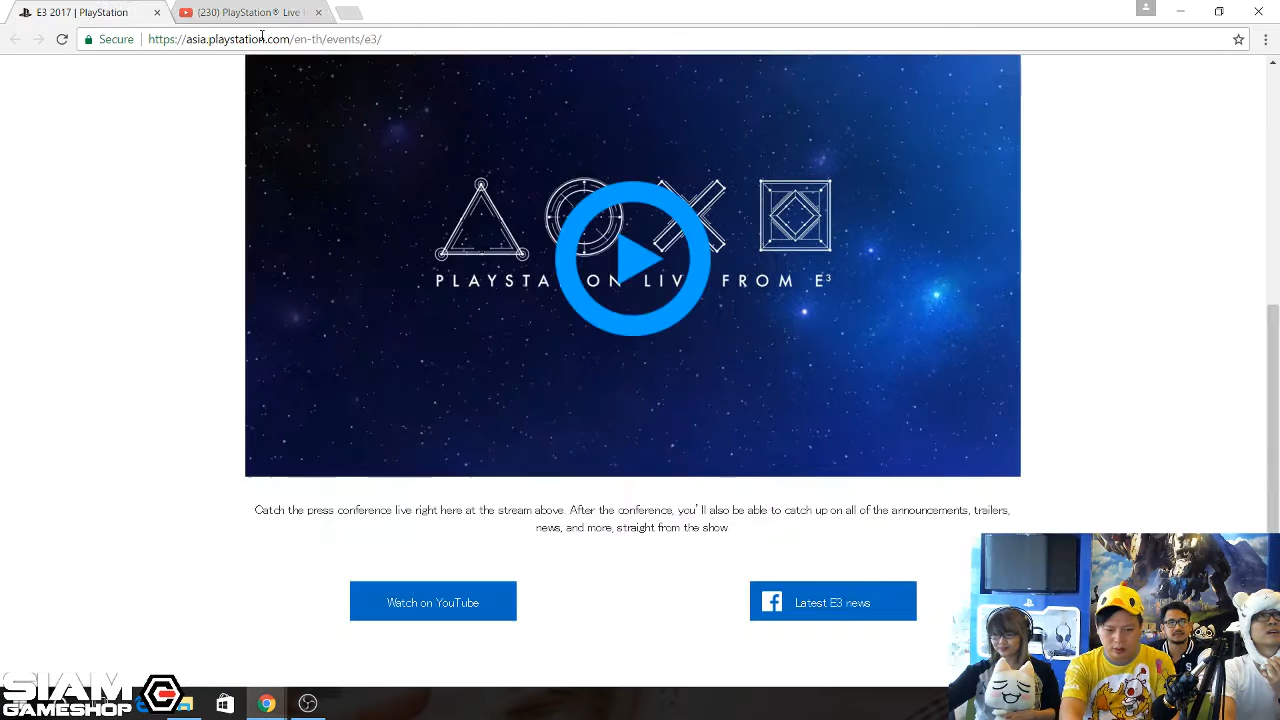 E3 2017 | PlayStation
(230) PlayStation® Live
Secure
https://asia.playstation.com/en-th/events/e3/
PLAYSTA ON LIV FROM E³
Catch the press conference live right here at the stream above. After the conference, you'll also be able to catch up on all of the announcements, trailers,
news, and more, straight from the show
Watch on YouTube
Latest E3 news
SIAM
GAMESHOP